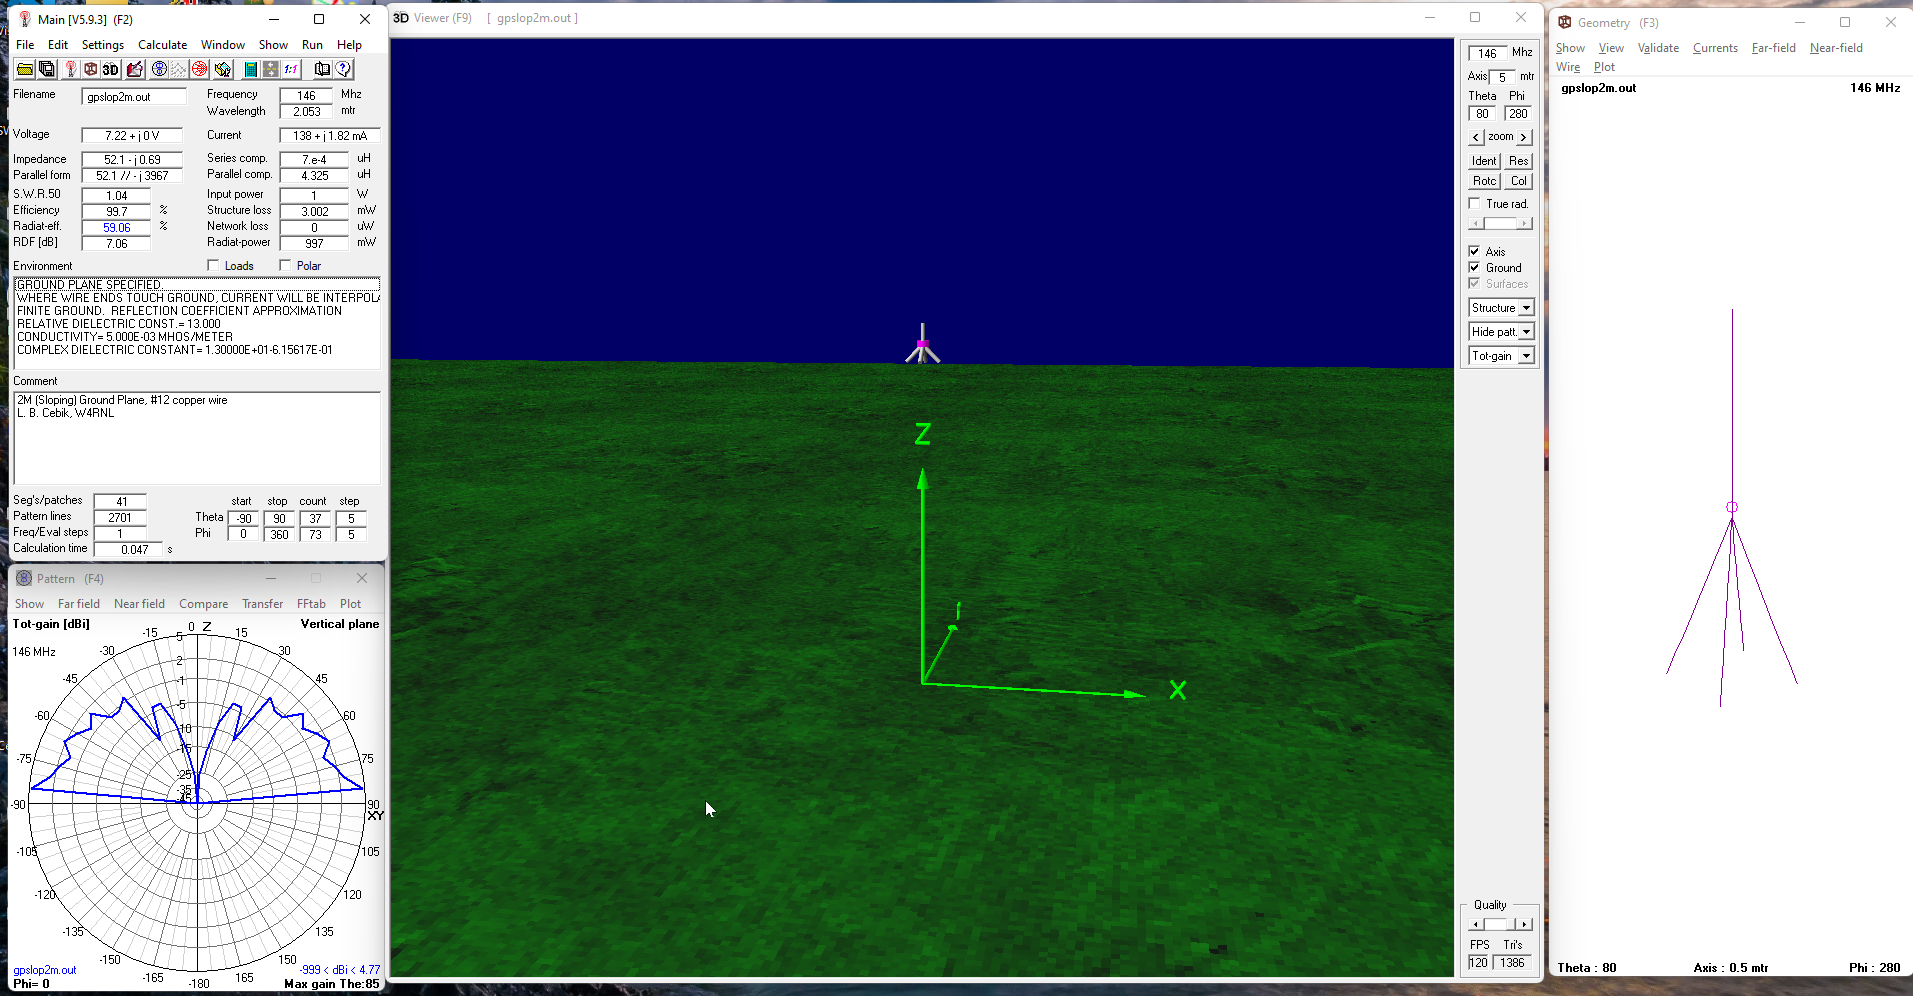 Main [V5.9.3] (F2)
File Edit Settings Calculate Window Show Run Help
3D 1:1
Filename gpslop2m.out Frequency 146 Mhz
Wavelength 2.053 mtr
Voltage 7.22 + j 0 V Current 138 + j 1.82 mA
Impedance 52.1 - j 0.69 Series comp. 7.e-4 uH
Parallel form 52.1 // - j 3967 Parallel comp. 4.325 uH
S.W.R.50 1.04 Input power 1 W
Efficiency 99.7 % Structure loss 3.002 mW
Radiat-eff. 59.06 % Network loss 0 uW
RDF [dB] 7.06 Radiat-power 997 mW
Environment Loads Polar
GROUND PLANE SPECIFIED.
WHERE WIRE ENDS TOUCH GROUND, CURRENT WILL BE INTERPOLA
FINITE GROUND. REFLECTION COEFFICIENT APPROXIMATION
RELATIVE DIELECTRIC CONST.= 13.000
CONDUCTIVITY= 5.000E-03 MHOS/METER
COMPLEX DIELECTRIC CONSTANT= 1.30000E+01-6.15617E-01
Comment
2M (Sloping) Ground Plane, #12 copper wire
L. B. Cebik, W4RNL
Seg's/patches 41 start stop count step
Pattern lines 2701 Theta -90 90 37 5
Freq/Eval steps 1 Phi 0 360 73 5
Calculation time 0.047 s
Pattern (F4)
Show Far field Near field Compare Transfer FFtab Plot
Tot-gain [dBi] Vertical plane
146 MHz
0 Z
-15 15
-30 30
-45 45
-60 60
-75 75
-90 90
XY
-105 105
-120 120
-135 135
-150 150
-165 165
-180
5
2
-1
-5
-10
-15
-25
-35
gpslop2m.out -999 < dBi < 4.77
Phi= 0 Max gain The:85
3D Viewer (F9) [ gpslop2m.out ]
Z
X
146 Mhz
Axis 5 mtr
Theta Phi
80 280
< zoom >
Ident Res
Rotc Col
True rad.
Axis
Ground
Surfaces
Structure
Hide patt.
Tot-gain
Quality
FPS Tri's
120 1386
Geometry (F3)
Show View Validate Currents Far-field Near-field
Wire Plot
gpslop2m.out 146 MHz
Theta : 80 Axis : 0.5 mtr Phi : 280